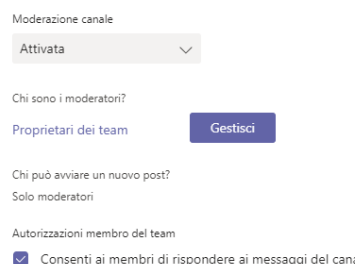 Moderazione canale
Attivata
Chi sono i moderatori?
Proprietari dei team
Gestisci
Chi può avviare un nuovo post?
Solo moderatori
Autorizzazioni membro del team
Consenti ai membri di rispondere ai messaggi del cana